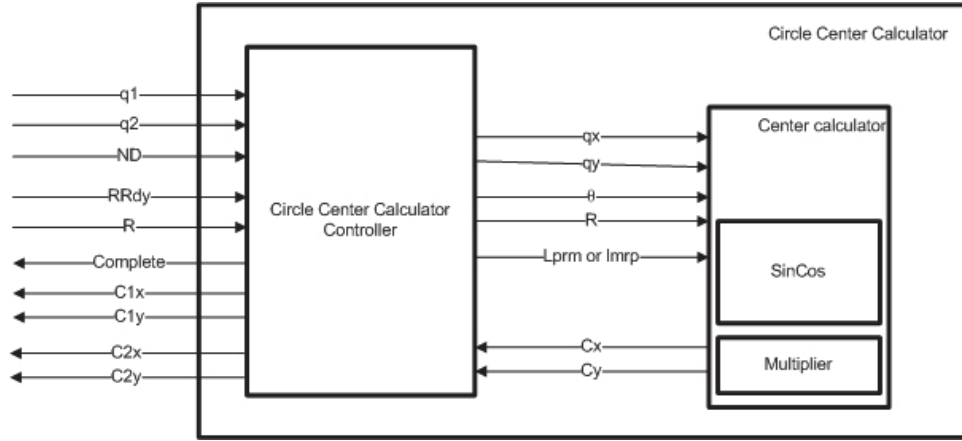 Circle Center Calculator
q1
q2
ND
RRdy
R
Complete
C1x
C1y
C2x
C2y
Circle Center Calculator
Controller
qx
qy
θ
R
Lprm or lmrp
Cx
Cy
Center calculator
SinCos
Multiplier